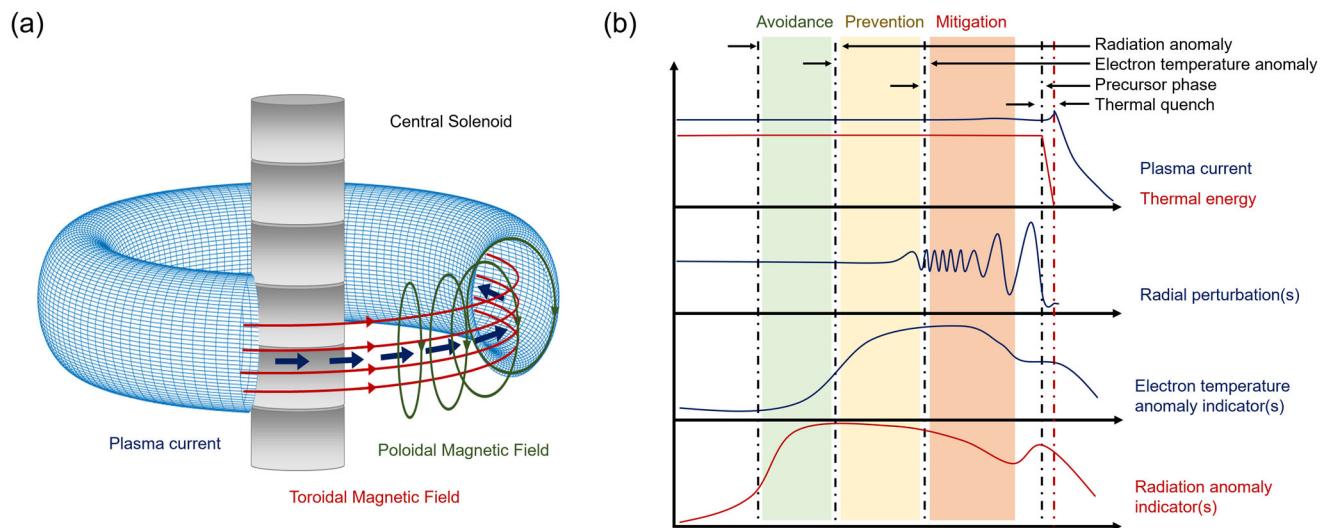 (a)
Central Solenoid
Plasma current
Poloidal Magnetic Field
Toroidal Magnetic Field
(b)
Avoidance
Prevention
Mitigation
Radiation anomaly
Electron temperature anomaly
Precursor phase
Thermal quench
Plasma current
Thermal energy
Radial perturbation(s)
Electron temperature
anomaly indicator(s)
Radiation anomaly
indicator(s)